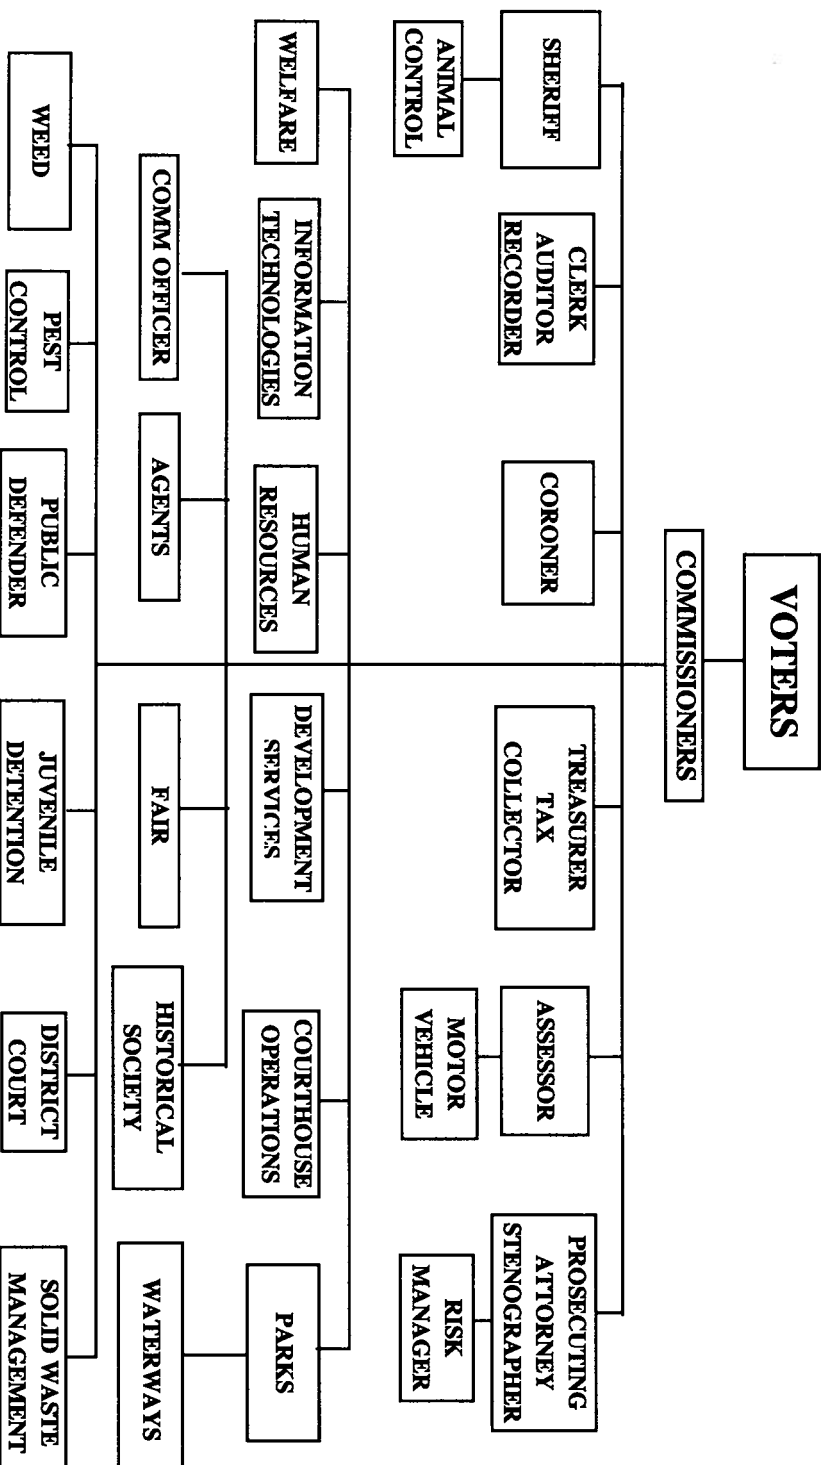 VOTERS
COMMISSIONERS
SHERIFF
CLERK
AUDITOR
RECORDER
CORONER
TREASURER
TAX
COLLECTOR
ASSESSOR
PROSECUTING
ATTORNEY
STENOGRAPHER
ANIMAL
CONTROL
MOTOR
VEHICLE
RISK
MANAGER
WELFARE
INFORMATION
TECHNOLOGIES
HUMAN
RESOURCES
DEVELOPMENT
SERVICES
COURTHOUSE
OPERATIONS
PARKS
COMM OFFICER
AGENTS
FAIR
HISTORICAL
SOCIETY
WATERWAYS
WEED
PEST
CONTROL
PUBLIC
DEFENDER
JUVENILE
DETENTION
DISTRICT
COURT
SOLID WASTE
MANAGEMENT